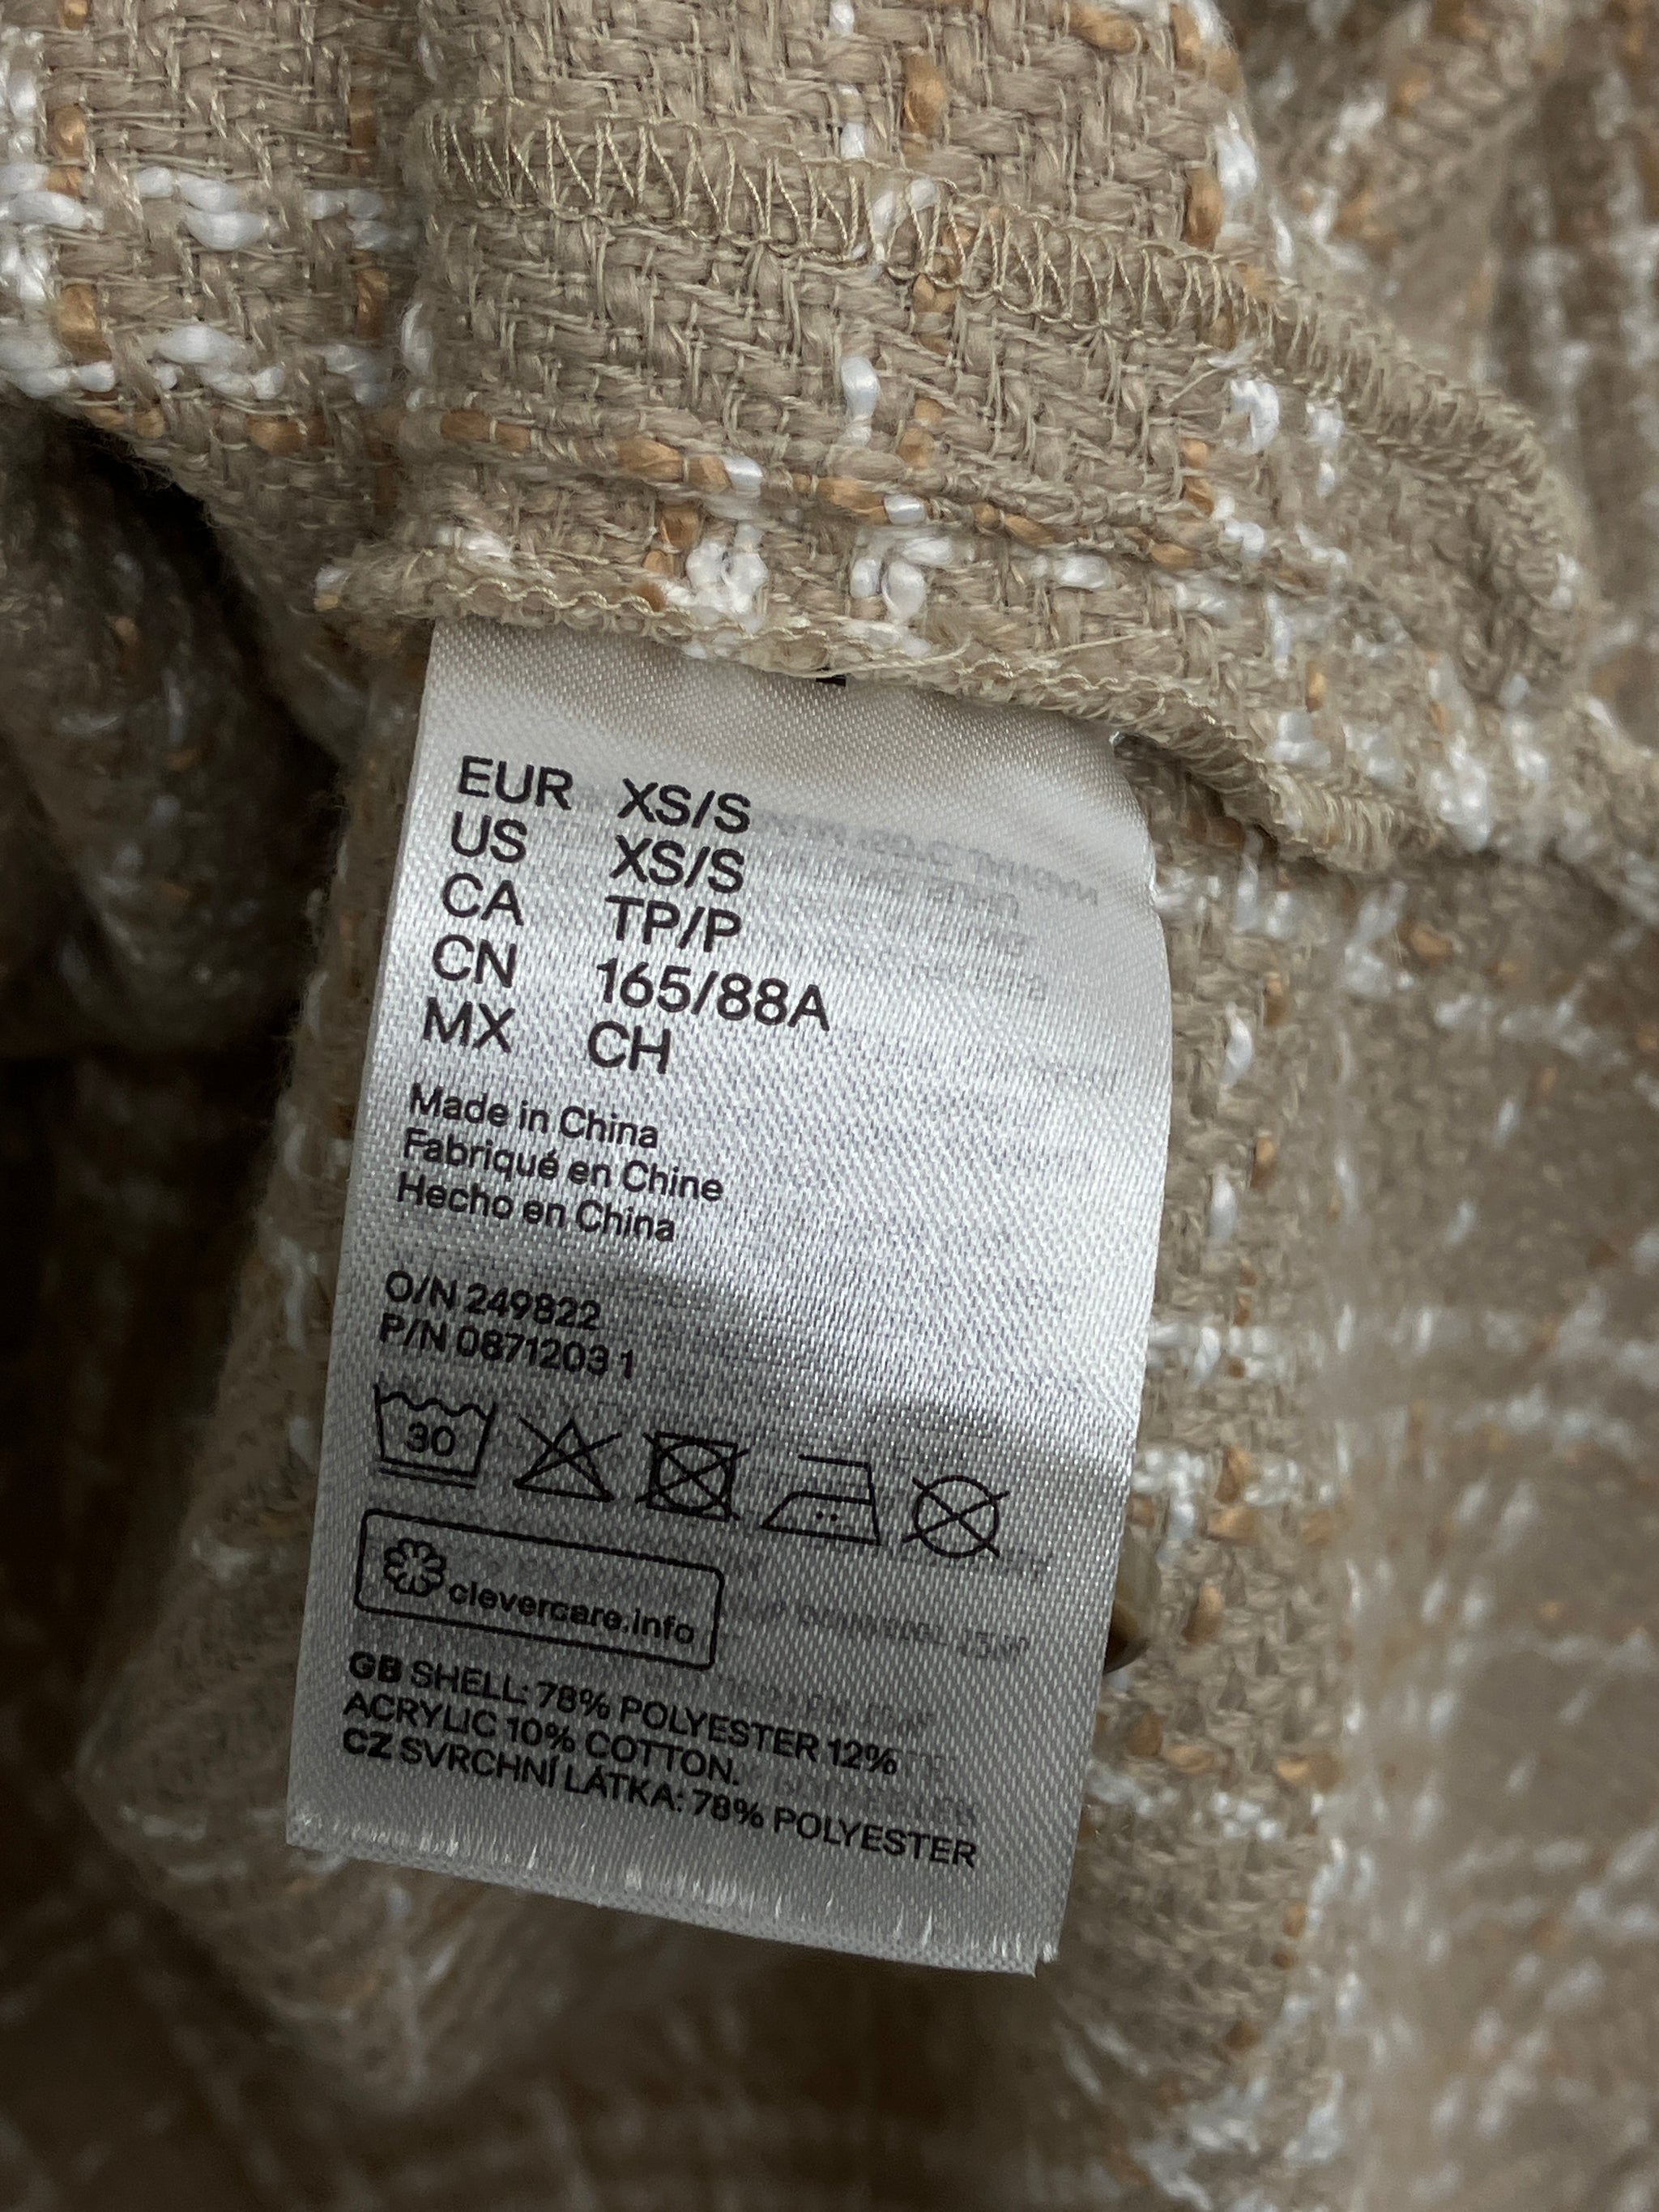 EUR XS/S
US XS/S
CA TP/P
CN 165/88A
MX CH
Made in China
Fabriqué en Chine
Hecho en China
O/N 249822
P/N 0871203 1
30
clevercare.info
GB SHELL: 78% POLYESTER 12%
ACRYLIC 10% COTTON.
CZ SVRCHNÍ LÁTKA: 78% POLYESTER